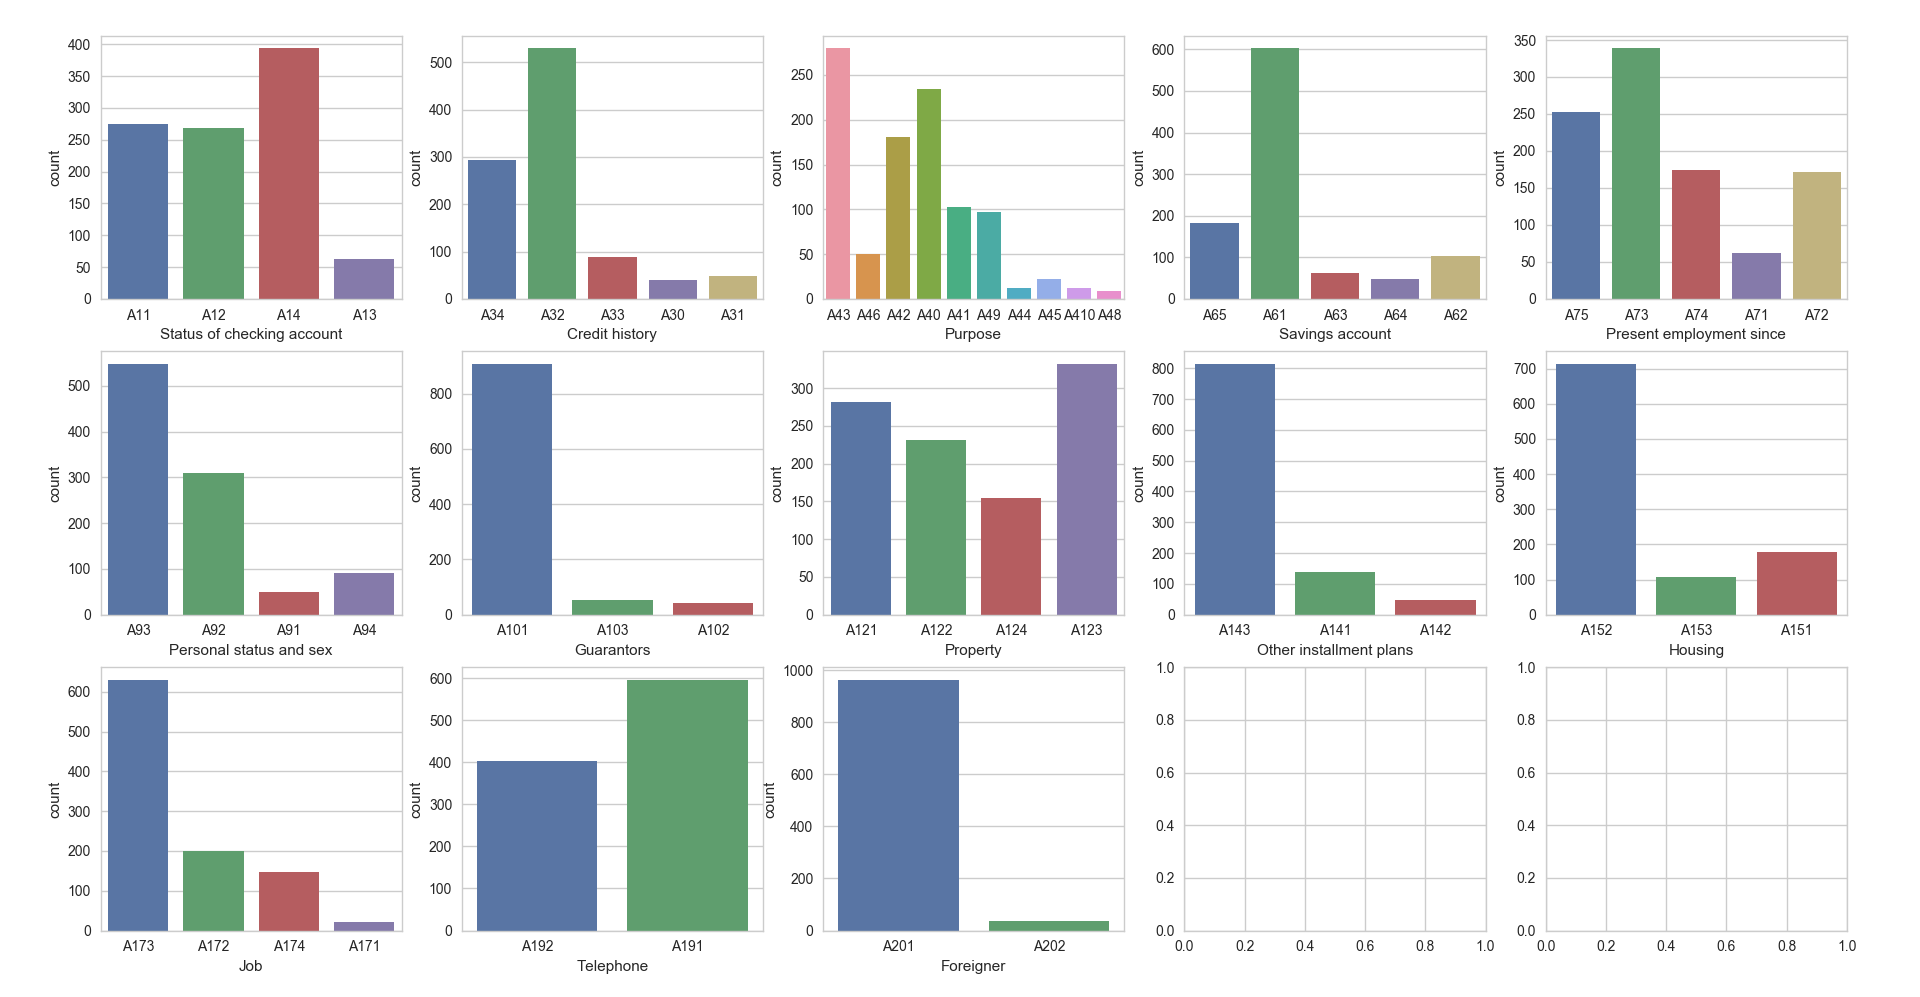 400
350
300
250
200
150
100
50
0
count
A11 A12 A14 A13
Status of checking account
500
400
300
200
100
0
count
A34 A32 A33 A30 A31
Credit history
250
200
150
100
50
0
count
A43 A46 A42 A40 A41 A49 A44 A45 A410 A48
Purpose
600
500
400
300
200
100
0
count
A65 A61 A63 A64 A62
Savings account
350
300
250
200
150
100
50
0
count
A75 A73 A74 A71 A72
Present employment since
500
400
300
200
100
0
count
A93 A92 A91 A94
Personal status and sex
800
600
400
200
0
count
A101 A103 A102
Guarantors
300
250
200
150
100
50
0
count
A121 A122 A124 A123
Property
800
700
600
500
400
300
200
100
0
count
A143 A141 A142
Other installment plans
700
600
500
400
300
200
100
0
count
A152 A153 A151
Housing
600
500
400
300
200
100
0
count
A173 A172 A174 A171
Job
600
500
400
300
200
100
0
count
A192 A191
Telephone
1000
800
600
400
200
0
count
A201 A202
Foreigner
1.0
0.8
0.6
0.4
0.2
0.0
0.0 0.2 0.4 0.6 0.8 1.0
1.0
0.8
0.6
0.4
0.2
0.0
0.0 0.2 0.4 0.6 0.8 1.0